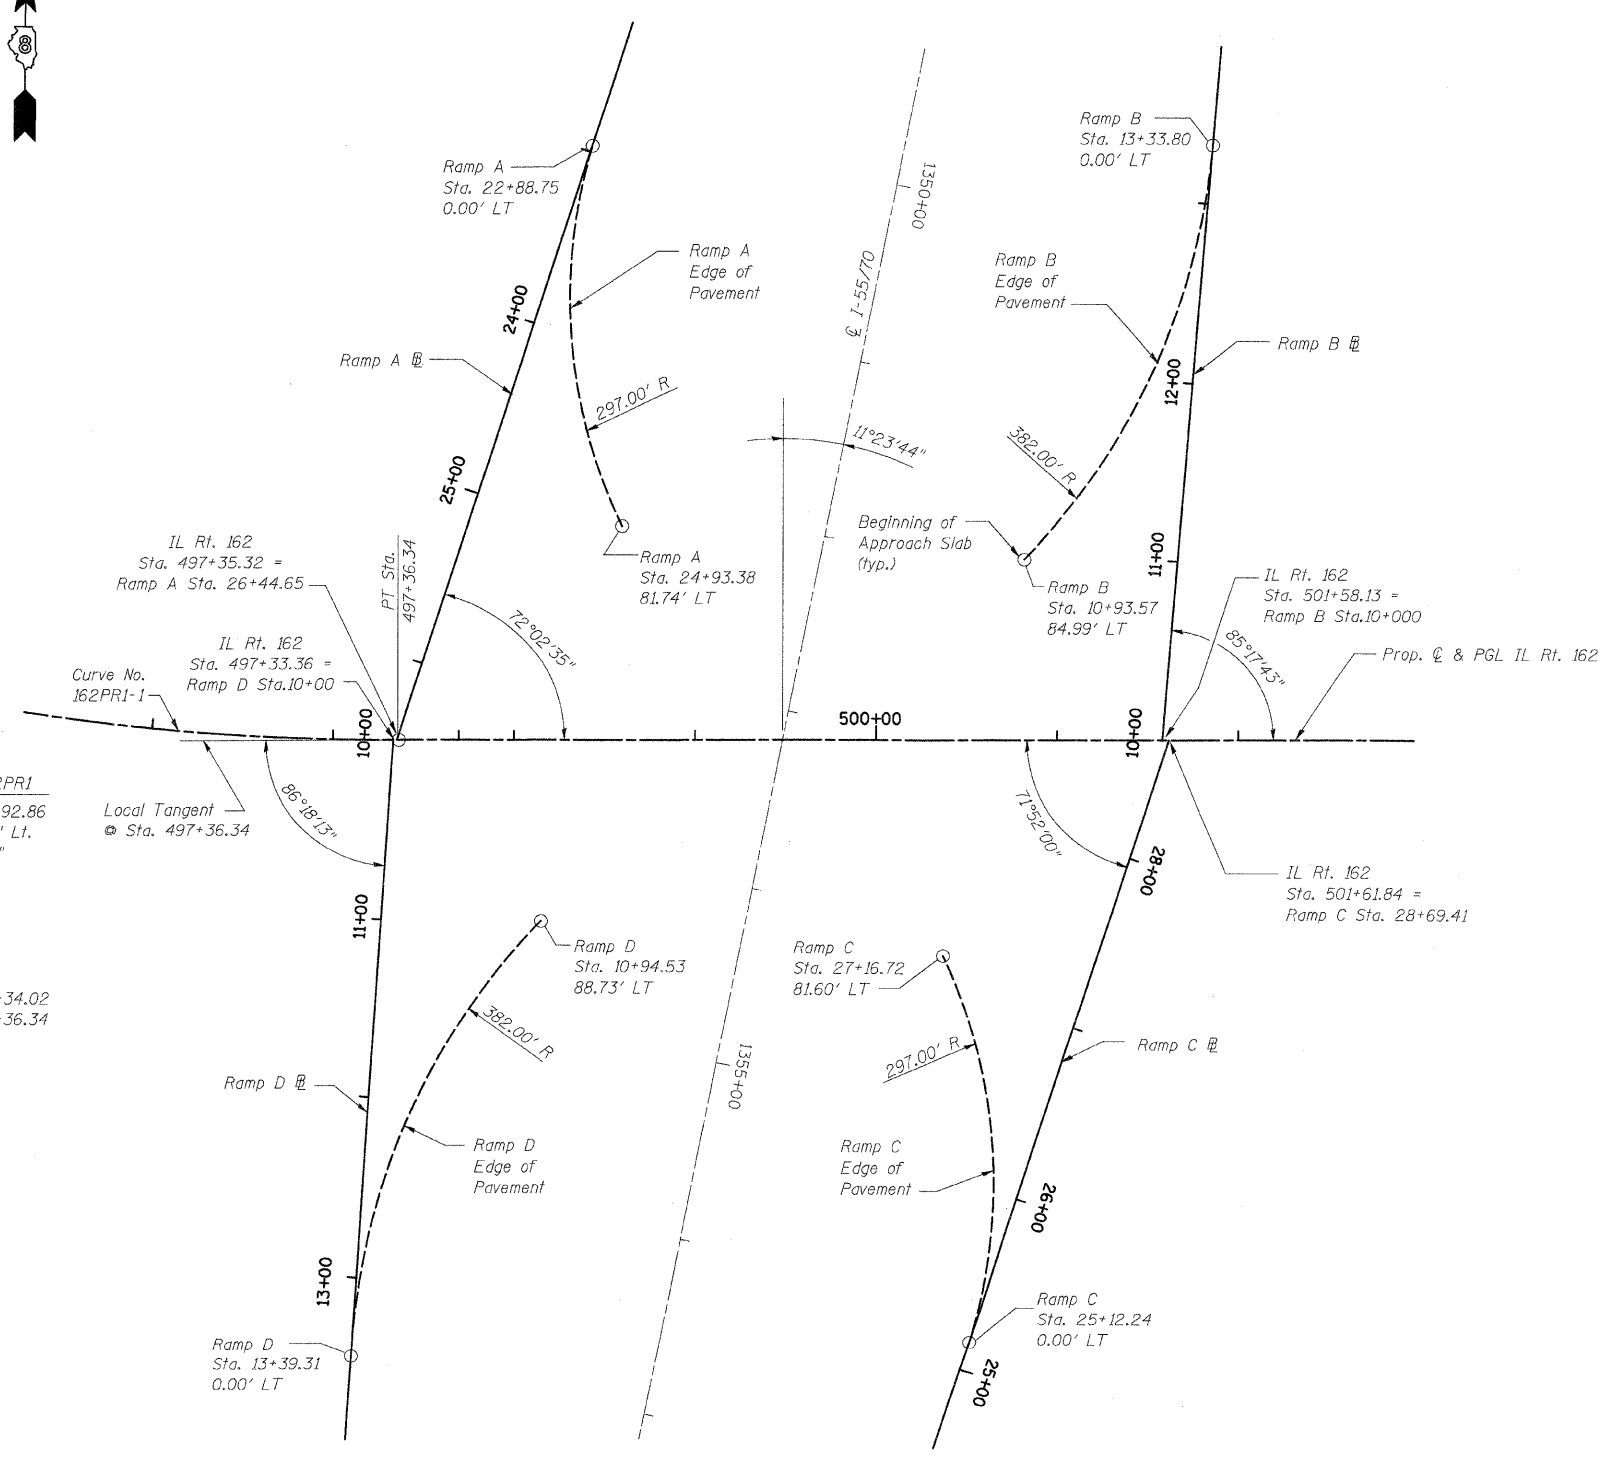 8
Ramp A
Sta. 22+88.75
0.00' LT
Ramp A
Edge of
Pavement
24+00
Ramp A ℞
25+00
297.00' R
Ramp A
Sta. 24+93.38
81.74' LT
1350+00
℄ I-55/70
11°23'44"
Ramp B
Sta. 13+33.80
0.00' LT
Ramp B
Edge of
Pavement
Ramp B
12+00
382.00' R
Beginning of
Approach Slab
(typ.)
Ramp B
Sta. 10+93.57
84.99' LT
11+00
IL Rt. 162
Sta. 501+58.13 =
Ramp B Sta.10+000
85°17'43"
Prop. ℄ & PGL IL Rt. 162
IL Rt. 162
Sta. 497+35.32 =
Ramp A Sta. 26+44.65
PT Sta.
497+36.34
72°02'35"
IL Rt. 162
Sta. 497+33.36 =
Ramp D Sta.10+00
Curve No.
162PR1-1
10+00
500+00
10+00
2PR1
92.86
' Lt.
"
Local Tangent
@ Sta. 497+36.34
86°18'13"
71°52'00"
28+00
IL Rt. 162
Sta. 501+61.84 =
Ramp C Sta. 28+69.41
11+00
Ramp D
Sta. 10+94.53
88.73' LT
382.00' R
+34.02
+36.34
Ramp D
Ramp D
Edge of
Pavement
1355+00
Ramp C
Sta. 27+16.72
81.60' LT
297.00' R
Ramp C
Ramp C
Edge of
Pavement
26+00
13+00
Ramp D
Sta. 13+39.31
0.00' LT
Ramp C
Sta. 25+12.24
0.00' LT
25+00